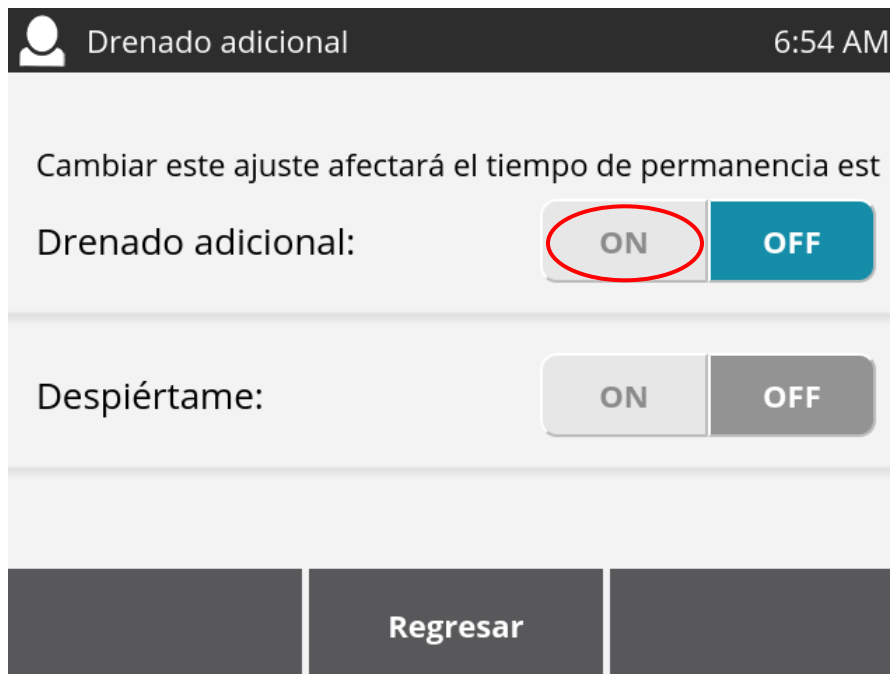 Drenado adicional 6:54 AM
Cambiar este ajuste afectará el tiempo de permanencia est
Drenado adicional: ON OFF
Despiértame: ON OFF
Regresar